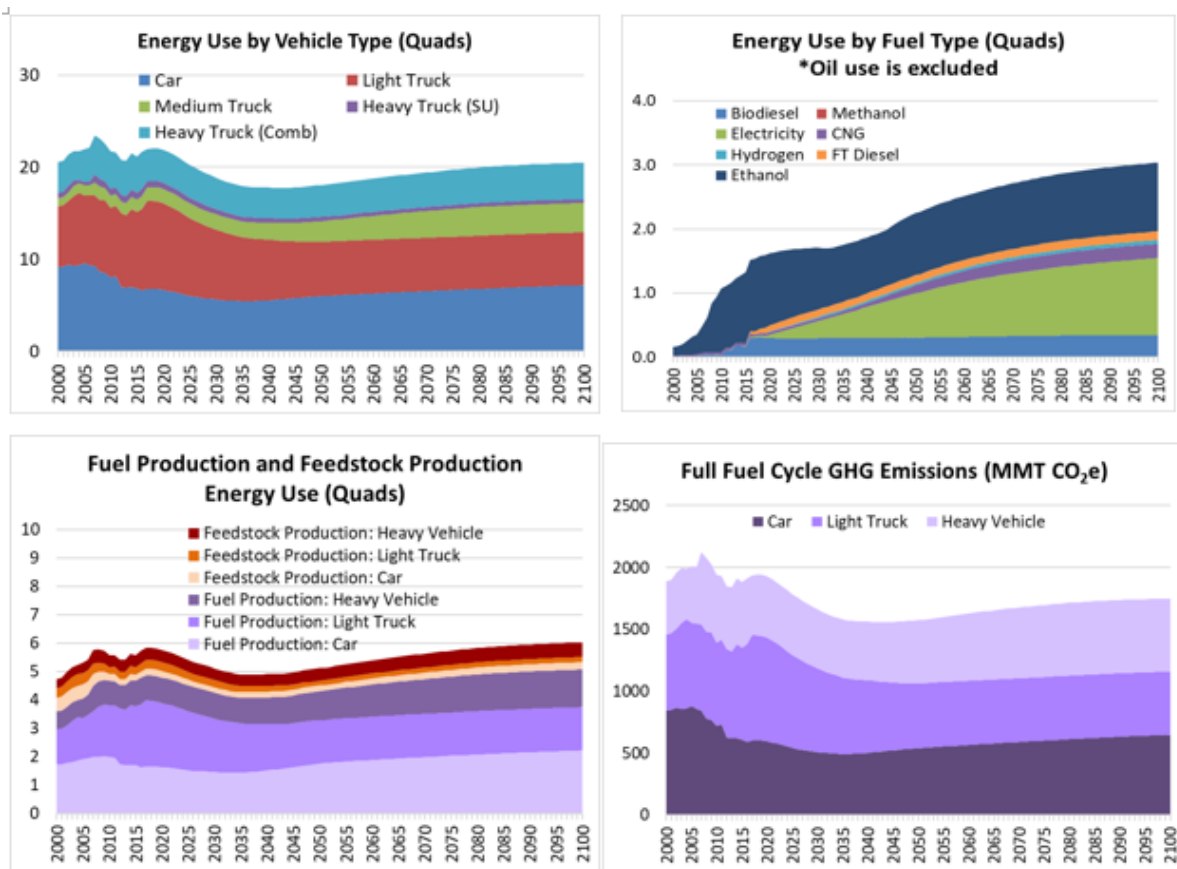 Energy Use by Vehicle Type (Quads)
30
20
10
0
Car
Light Truck
Medium Truck
Heavy Truck (SU)
Heavy Truck (Comb)
2000 2005 2010 2015 2020 2025 2030 2035 2040 2045 2050 2055 2060 2065 2070 2075 2080 2085 2090 2095 2100
Energy Use by Fuel Type (Quads)
*Oil use is excluded
4.0
3.0
2.0
1.0
0.0
Biodiesel
Methanol
Electricity
CNG
Hydrogen
FT Diesel
Ethanol
2000 2005 2010 2015 2020 2025 2030 2035 2040 2045 2050 2055 2060 2065 2070 2075 2080 2085 2090 2095 2100
Fuel Production and Feedstock Production
Energy Use (Quads)
10
9
8
7
6
5
4
3
2
1
0
Feedstock Production: Heavy Vehicle
Feedstock Production: Light Truck
Feedstock Production: Car
Fuel Production: Heavy Vehicle
Fuel Production: Light Truck
Fuel Production: Car
2000 2005 2010 2015 2020 2025 2030 2035 2040 2045 2050 2055 2060 2065 2070 2075 2080 2085 2090 2095 2100
Full Fuel Cycle GHG Emissions (MMT CO₂e)
2500
2000
1500
1000
500
0
Car
Light Truck
Heavy Vehicle
2000 2005 2010 2015 2020 2025 2030 2035 2040 2045 2050 2055 2060 2065 2070 2075 2080 2085 2090 2095 2100